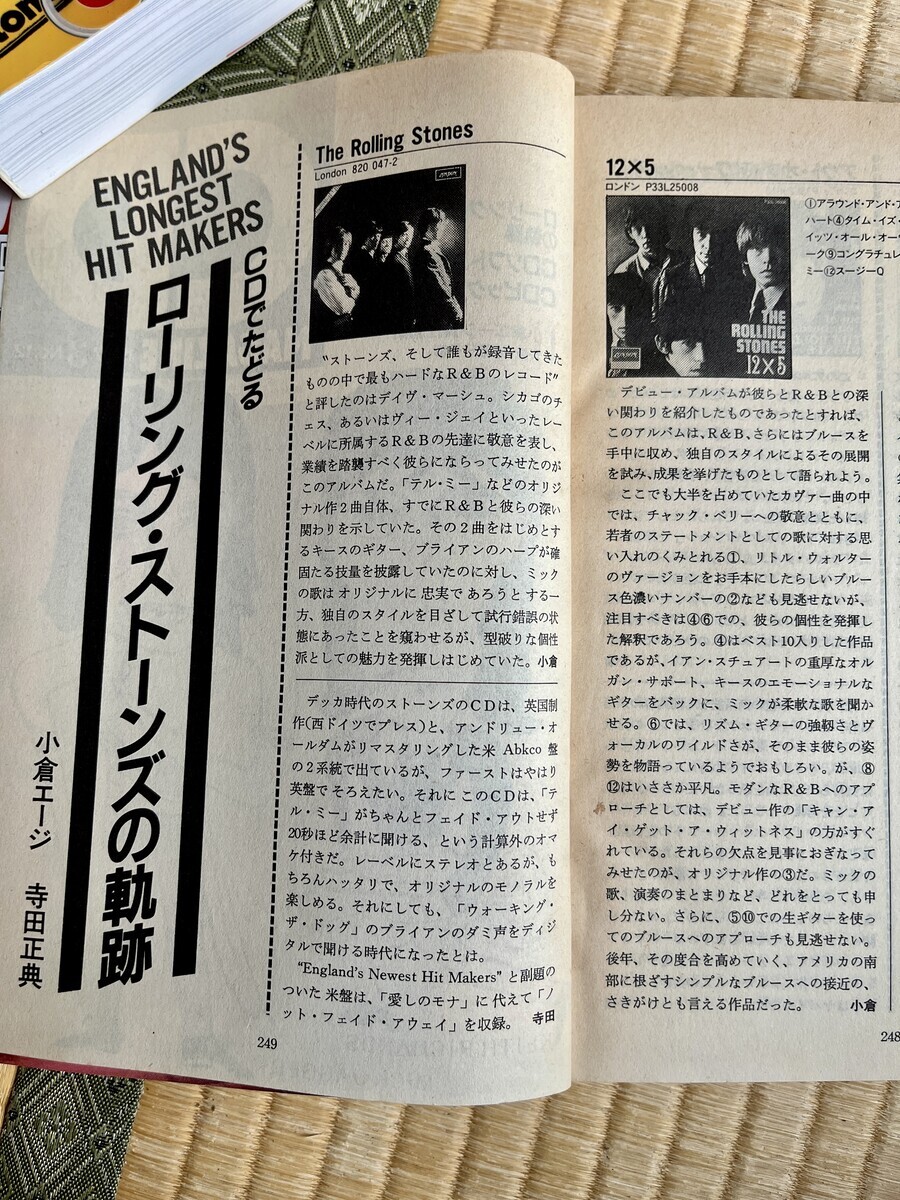 ENGLAND'S
LONGEST
HIT MAKERS
CDでたどる
ローリング・ストーンズの軌跡
小倉エージ 寺田正典
The Rolling Stones
London 820 047-2
“ストーンズ、そして誰もが録音してきた
ものの中で最もハードなR＆Bのレコード”
と評したのはデイヴ・マーシュ。シカゴのチ
ェス、あるいはヴィー・ジェイといったレー
ベルに所属するR＆Bの先達に敬意を表し、
業績を踏襲すべく彼らにならってみせたのが
このアルバムだ。「テル・ミー」などのオリジ
ナル作2曲自体、すでにR＆Bと彼らの深い
関わりを示していた。その2曲をはじめとす
るキースのギター、ブライアンのハープが確
固たる技量を披露していたのに対し、ミック
の歌はオリジナルに忠実であろうとする一
方、独自のスタイルを目ざして試行錯誤の状
態にあったことを窺わせるが、型破りな個性
派としての魅力を発揮しはじめていた。小倉
デッカ時代のストーンズのCDは、英国制
作(西ドイツでプレス)と、アンドリュー・オ
ールダムがリマスタリングした米 Abkco 盤
の2系統で出ているが、ファーストはやはり
英盤でそろえたい。それにこのCDは、「テ
ル・ミー」がちゃんとフェイド・アウトせず
20秒ほど余計に聞ける、という計算外のオマ
ケ付きだ。レーベルにステレオとあるが、も
ちろんハッタリで、オリジナルのモノラルを
楽しめる。それにしても、「ウォーキング・
ザ・ドッグ」のブライアンのダミ声をディジ
タルで聞ける時代になったとは。
“England's Newest Hit Makers” と副題の
ついた米盤は、「愛しのモナ」に代えて「ノ
ット・フェイド・アウェイ」を収録。 寺田
249
12×5
ロンドン P33L25008
THE
ROLLING
STONES
12×5
①アラウンド・アンド・ア
ハート④タイム・イズ・
イッツ・オール・オー
ーク⑨コングラチュレ
ミー⑫スージーQ
デビュー・アルバムが彼らとR＆Bとの深
い関わりを紹介したものであったとすれば、
このアルバムは、R＆B、さらにはブルースを
手中に収め、独自のスタイルによるその展開
を試み、成果を挙げたものとして語られよう。
ここでも大半を占めていたカヴァー曲の中
では、チャック・ベリーへの敬意とともに、
若者のステートメントとしての歌に対する思
い入れのくみとれる①、リトル・ウォルター
のヴァージョンをお手本にしたらしいブルー
ス色濃いナンバーの②なども見逃せないが、
注目すべきは④⑥での、彼らの個性を発揮し
た解釈であろう。④はベスト10入りした作品
であるが、イアン・スチュアートの重厚なオル
ガン・サポート、キースのエモーショナルな
ギターをバックに、ミックが柔軟な歌を聞か
せる。⑥では、リズム・ギターの強靱さとヴ
ォーカルのワイルドさが、そのまま彼らの姿
勢を物語っているようでおもしろい。が、⑧
⑫はいささか平凡。モダンなR＆Bへのアプ
ローチとしては、デビュー作の「キャン・ア
イ・ゲット・ア・ウィットネス」の方がすぐ
れている。それらの欠点を見事におぎなって
みせたのが、オリジナル作の③だ。ミックの
歌、演奏のまとまりなど、どれをとっても申
し分ない。さらに、⑤⑩での生ギターを使っ
てのブルースへのアプローチも見逃せない。
後年、その度合を高めていく、アメリカの南
部に根ざすシンプルなブルースへの接近の、
さきがけとも言える作品だった。 小倉
248